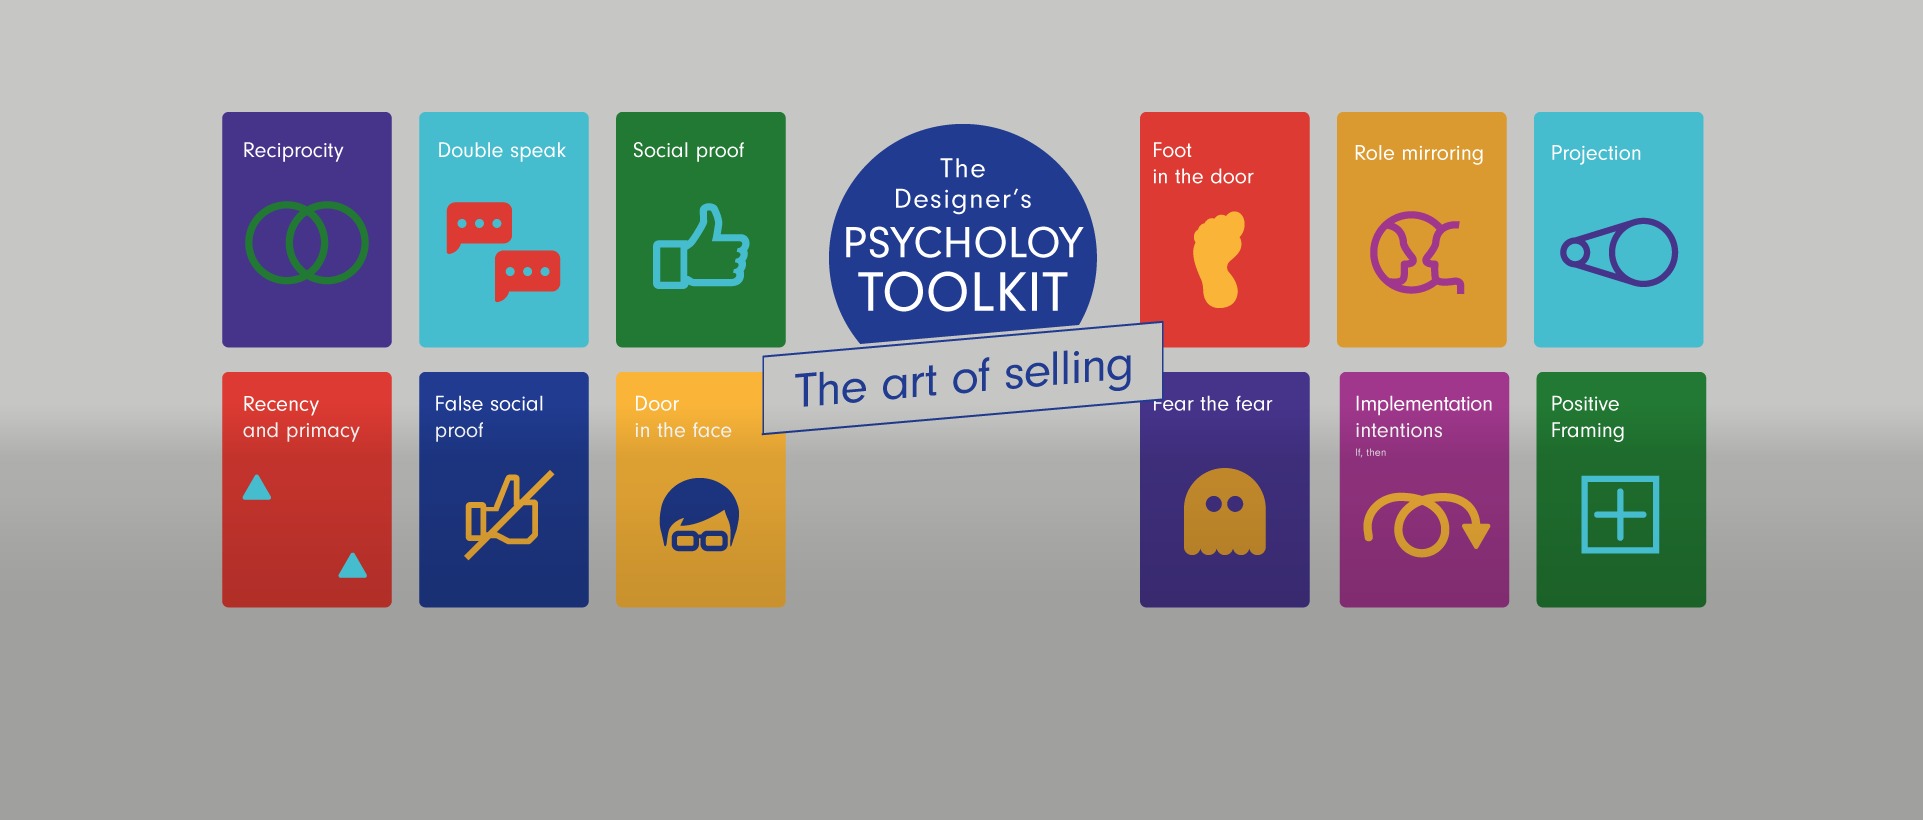 Reciprocity
Double speak
Social proof
The
Designer's
PSYCHOLOY
TOOLKIT
The art of selling
Foot
in the door
Role mirroring
Projection
Recency
and primacy
False social
proof
Door
in the face
Fear the fear
Implementation
intentions
If, then
Positive
Framing